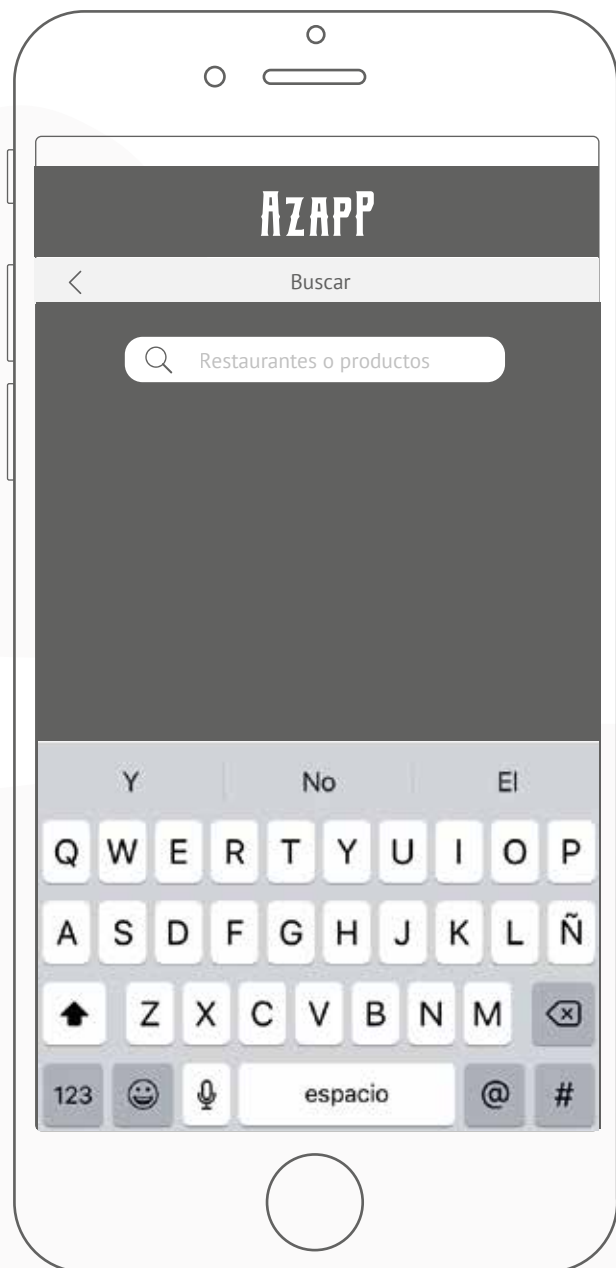 AZAPP
Buscar
Restaurantes o productos
Y No El
Q W E R T Y U I O P
A S D F G H J K L Ñ
Z X C V B N M
123 espacio @ #